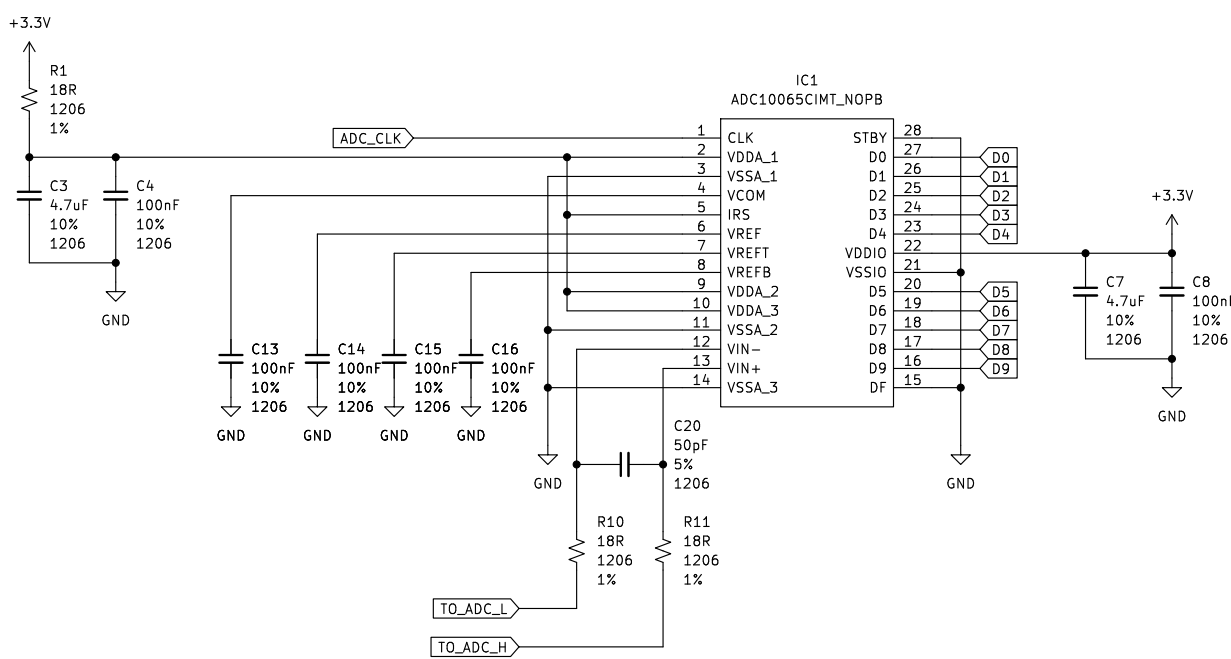 +3.3V
R1
18R
1206
1%
C3
4.7uF
10%
1206
C4
100nF
10%
1206
GND
ADC_CLK
IC1
ADC10065CIMT_NOPB
1 CLK
2 VDDA_1
3 VSSA_1
4 VCOM
5 IRS
6 VREF
7 VREFT
8 VREFB
9 VDDA_2
10 VDDA_3
11 VSSA_2
12 VIN-
13 VIN+
14 VSSA_3
STBY 28
D0 27 D0
D1 26 D1
D2 25 D2
D3 24 D3
D4 23 D4
VDDIO 22
VSSIO 21
D5 20 D5
D6 19 D6
D7 18 D7
D8 17 D8
D9 16 D9
DF 15
+3.3V
C7
4.7uF
10%
1206
C8
100nF
10%
1206
GND
C13
100nF
10%
1206
GND
C14
100nF
10%
1206
GND
C15
100nF
10%
1206
GND
C16
100nF
10%
1206
GND
GND
C20
50pF
5%
1206
GND
R10
18R
1206
1%
R11
18R
1206
1%
TO_ADC_L
TO_ADC_H